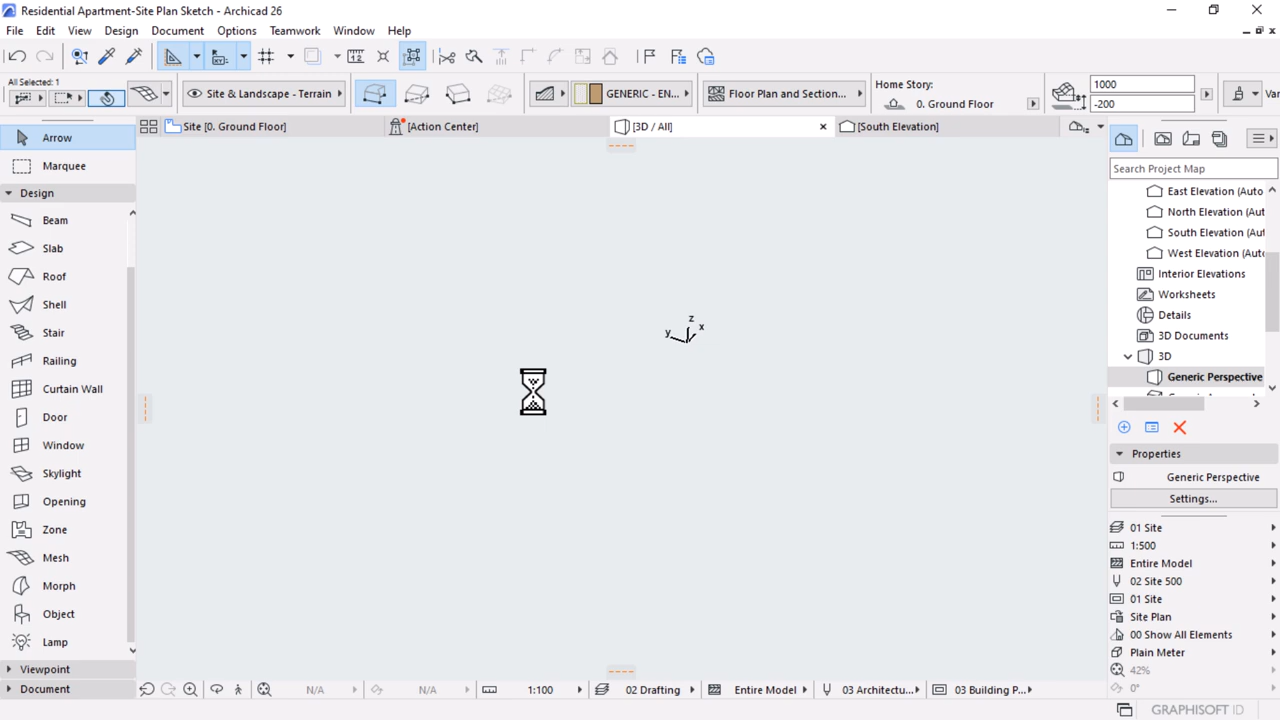 Residential Apartment-Site Plan Sketch - Archicad 26
File Edit View Design Document Options Teamwork Window Help
All Selected: 1
Site & Landscape - Terrain
GENERIC - EN...
Floor Plan and Section...
Home Story:
0. Ground Floor
1000
-200
Var
Site [0. Ground Floor]
[Action Center]
[3D / All]
[South Elevation]
Arrow
Marquee
Design
Beam
Slab
Roof
Shell
Stair
Railing
Curtain Wall
Door
Window
Skylight
Opening
Zone
Mesh
Morph
Object
Lamp
Viewpoint
Document
z
y x
Search Project Map
East Elevation (Auto
North Elevation (Aut
South Elevation (Aut
West Elevation (Auto
Interior Elevations
Worksheets
Details
3D Documents
3D
Generic Perspective
Properties
Generic Perspective
Settings...
01 Site
1:500
Entire Model
02 Site 500
01 Site
Site Plan
00 Show All Elements
Plain Meter
42%
0°
N/A
N/A
1:100
02 Drafting
Entire Model
03 Architectu...
03 Building P...
GRAPHISOFT ID